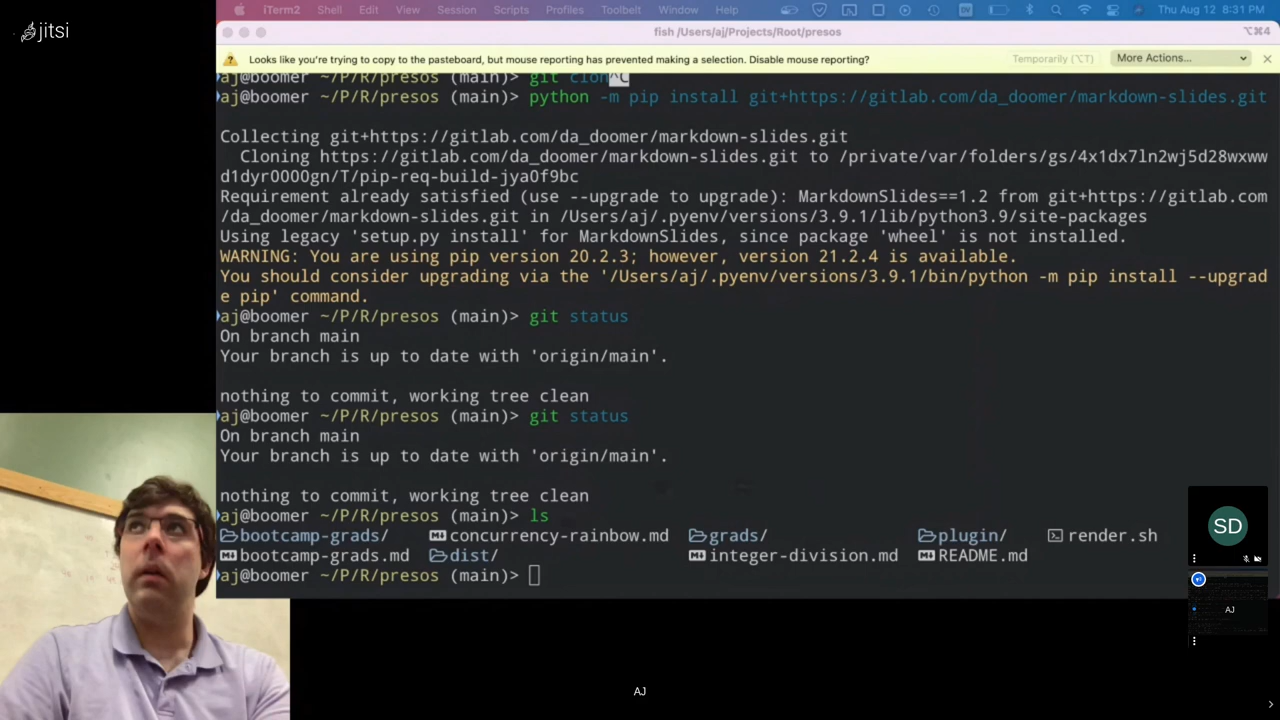 jitsi
iTerm2 Shell Edit View Session Scripts Profiles Toolbelt Window Help Thu Aug 12 8:31 PM
fish /Users/aj/Projects/Root/presos ⌥⌘4
Looks like you're trying to copy to the pasteboard, but mouse reporting has prevented making a selection. Disable mouse reporting? Temporarily (⌥T) More Actions...
aj@boomer ~/P/R/presos (main)> git clon^C
aj@boomer ~/P/R/presos (main)> python -m pip install git+https://gitlab.com/da_doomer/markdown-slides.git
Collecting git+https://gitlab.com/da_doomer/markdown-slides.git
Cloning https://gitlab.com/da_doomer/markdown-slides.git to /private/var/folders/gs/4x1dx7ln2wj5d28wxww
d1dyr0000gn/T/pip-req-build-jya0f9bc
Requirement already satisfied (use --upgrade to upgrade): MarkdownSlides==1.2 from git+https://gitlab.com
/da_doomer/markdown-slides.git in /Users/aj/.pyenv/versions/3.9.1/lib/python3.9/site-packages
Using legacy 'setup.py install' for MarkdownSlides, since package 'wheel' is not installed.
WARNING: You are using pip version 20.2.3; however, version 21.2.4 is available.
You should consider upgrading via the '/Users/aj/.pyenv/versions/3.9.1/bin/python -m pip install --upgrad
e pip' command.
aj@boomer ~/P/R/presos (main)> git status
On branch main
Your branch is up to date with 'origin/main'.
nothing to commit, working tree clean
aj@boomer ~/P/R/presos (main)> git status
On branch main
Your branch is up to date with 'origin/main'.
nothing to commit, working tree clean
aj@boomer ~/P/R/presos (main)> ls
bootcamp-grads/ concurrency-rainbow.md grads/ plugin/ render.sh
bootcamp-grads.md dist/ integer-division.md README.md
aj@boomer ~/P/R/presos (main)>
SD
AJ
AJ